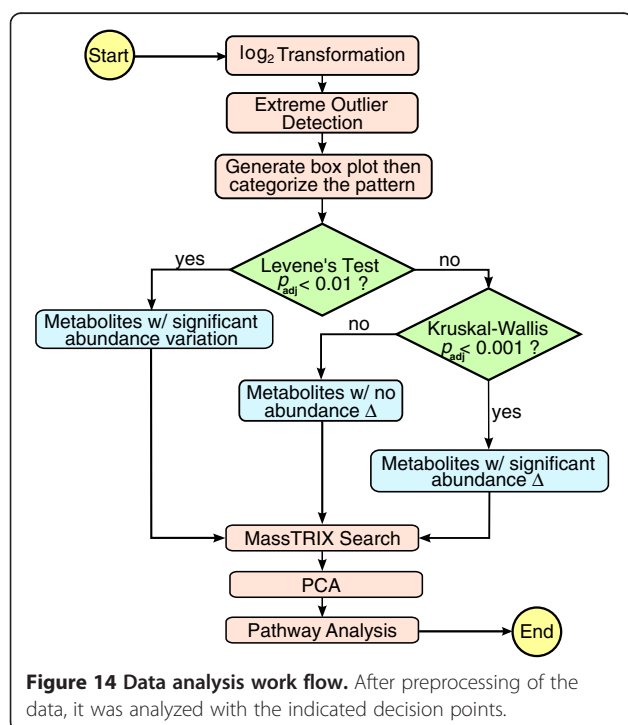 Start
log₂ Transformation
Extreme Outlier
Detection
Generate box plot then
categorize the pattern
yes
Levene's Test
p_adj < 0.01 ?
no
Metabolites w/ significant
abundance variation
no
Kruskal-Wallis
p_adj < 0.001 ?
Metabolites w/ no
abundance Δ
yes
Metabolites w/ significant
abundance Δ
MassTRIX Search
PCA
Pathway Analysis
End
Figure 14 Data analysis work flow. After preprocessing of the
data, it was analyzed with the indicated decision points.